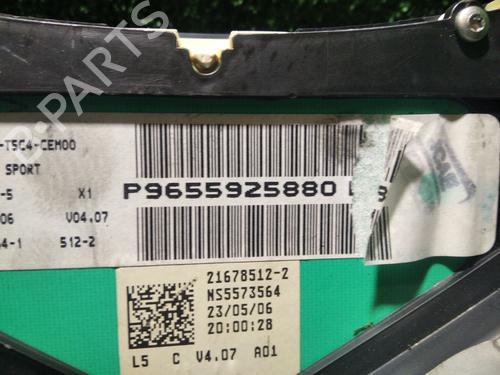 B-PARTS
-T5C4-CEM00
SPORT
-5 X1
06 V04.07
4-1 512-2
P9655925880
21678512-2
NS5573564
23/05/06
20:00:28
L5 C V4.07 A01